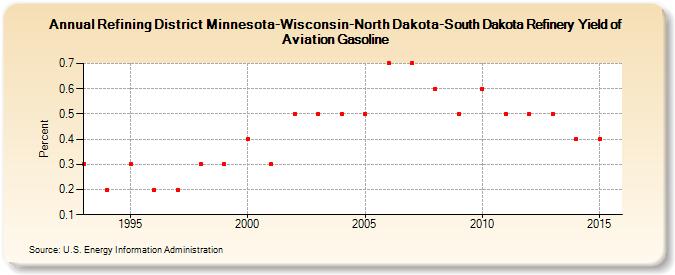 Annual Refining District Minnesota-Wisconsin-North Dakota-South Dakota Refinery Yield of
Aviation Gasoline
Percent
0.7
0.6
0.5
0.4
0.3
0.2
0.1
1995 2000 2005 2010 2015
Source: U.S. Energy Information Administration